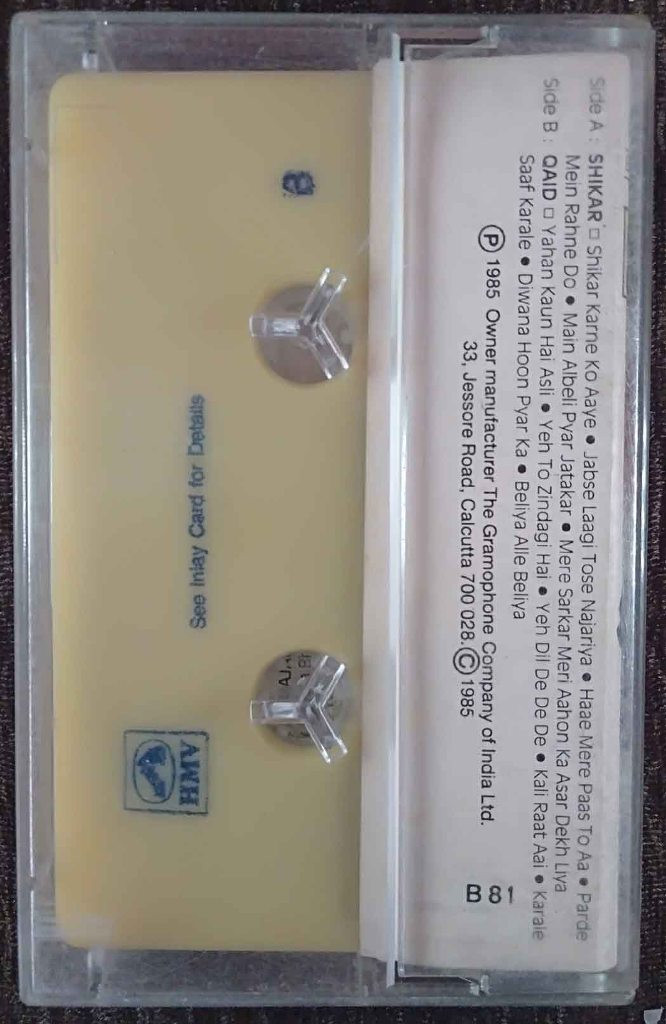 Side A : SHIKAR □ Shikar Karne Ko Aaye ● Jabse Laagi Tose Najariya ● Haae Mere Paas To Aa ● Parde
Mein Rahne Do ● Main Albeli Pyar Jatakar ● Mere Sarkar Meri Aahon Ka Asar Dekh Liya
Side B : QAID □ Yahan Kaun Hai Asli ● Yeh To Zindagi Hai ● Yeh Dil De De De ● Kali Raat Aai ● Karale
Saaf Karale ● Diwana Hoon Pyar Ka ● Beliya Alle Beliya
Ⓟ 1985 Owner manufacturer The Gramophone Company of India Ltd.
33, Jessore Road, Calcutta 700 028. Ⓒ 1985
81
B
See Inlay Card for Details
HMV